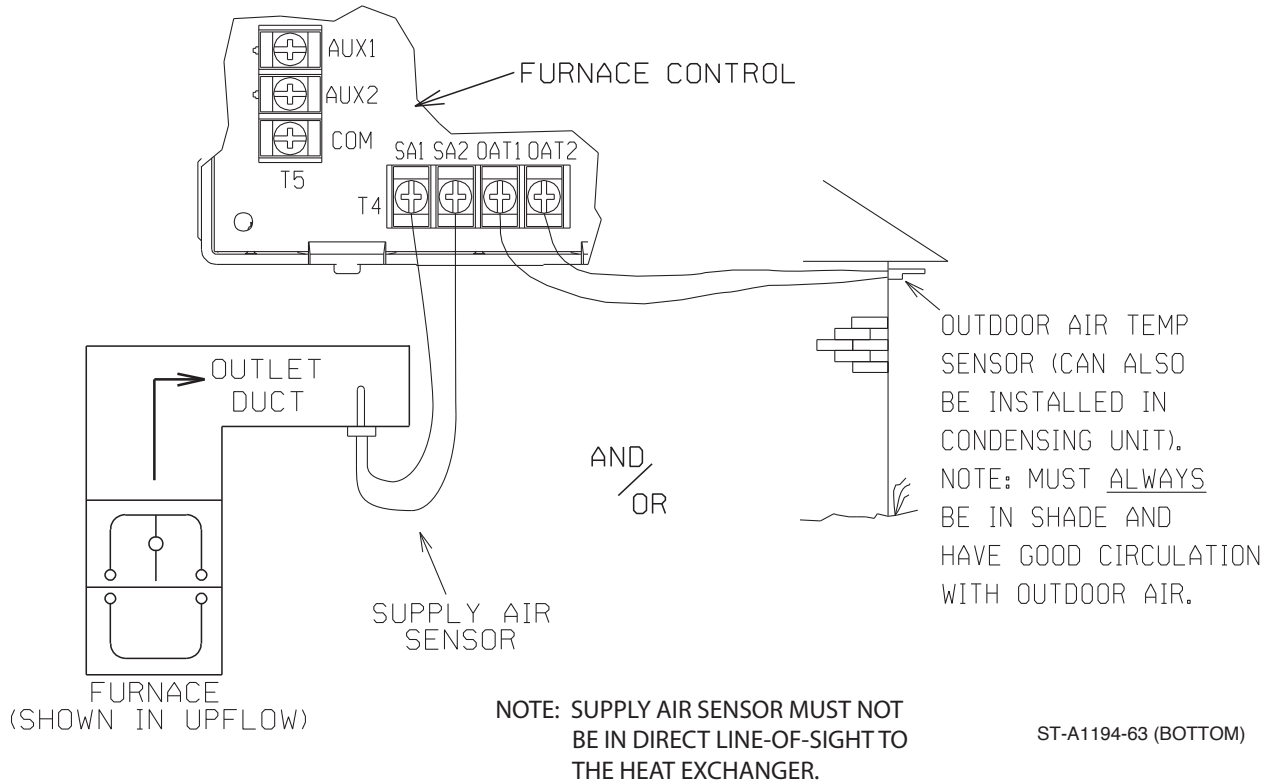 AUX1
FURNACE CONTROL
AUX2
COM
SA1 SA2 OAT1 OAT2
T5
T4
OUTLET
DUCT
OUTDOOR AIR TEMP
SENSOR (CAN ALSO
BE INSTALLED IN
CONDENSING UNIT).
NOTE: MUST ALWAYS
BE IN SHADE AND
HAVE GOOD CIRCULATION
WITH OUTDOOR AIR.
AND/
OR
SUPPLY AIR
SENSOR
FURNACE
(SHOWN IN UPFLOW)
NOTE: SUPPLY AIR SENSOR MUST NOT
BE IN DIRECT LINE-OF-SIGHT TO
THE HEAT EXCHANGER.
ST-A1194-63 (BOTTOM)